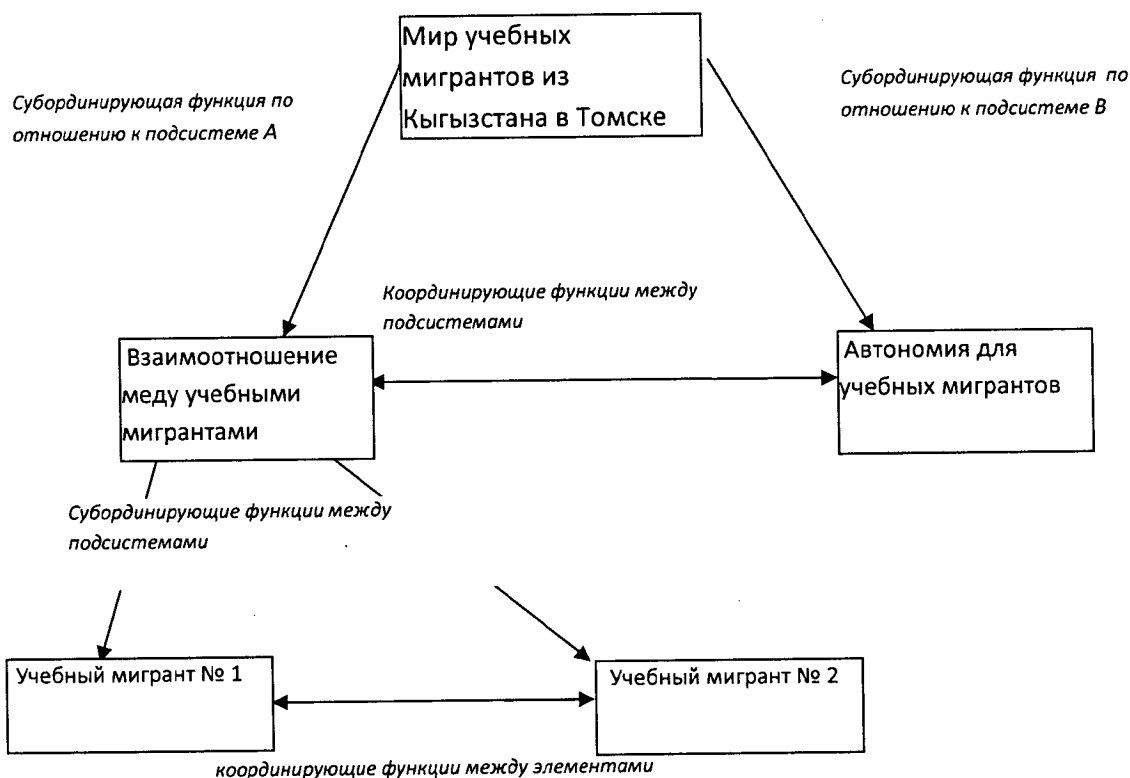 Мир учебных
мигрантов из
Кыгызстана в Томске
Субординирующая функция по
отношению к подсистеме А
Субординирующая функция по
отношению к подсистеме В
Координирующие функции между
подсистемами
Взаимоотношение
меду учебными
мигрантами
Автономия для
учебных мигрантов
Субординирующие функции между
подсистемами
Учебный мигрант № 1
Учебный мигрант № 2
координирующие функции между элементами